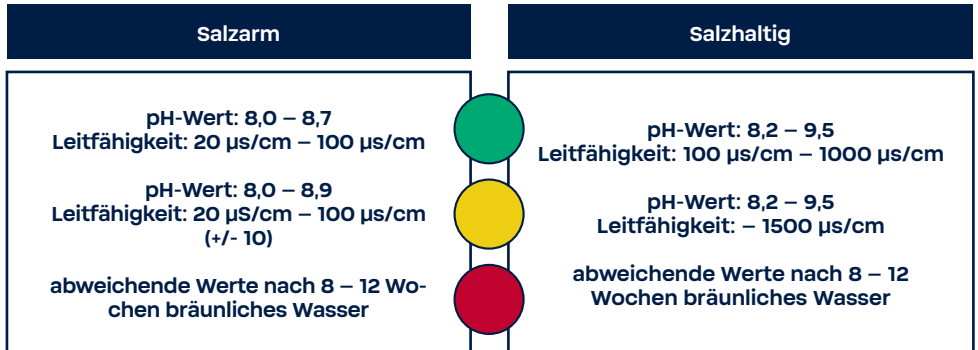 Salzarm
pH-Wert: 8,0 – 8,7
Leitfähigkeit: 20 µs/cm – 100 µs/cm
pH-Wert: 8,0 – 8,9
Leitfähigkeit: 20 µS/cm – 100 µs/cm
(+/- 10)
abweichende Werte nach 8 – 12 Wo-
chen bräunliches Wasser
Salzhaltig
pH-Wert: 8,2 – 9,5
Leitfähigkeit: 100 µs/cm – 1000 µs/cm
pH-Wert: 8,2 – 9,5
Leitfähigkeit: – 1500 µs/cm
abweichende Werte nach 8 – 12
Wochen bräunliches Wasser